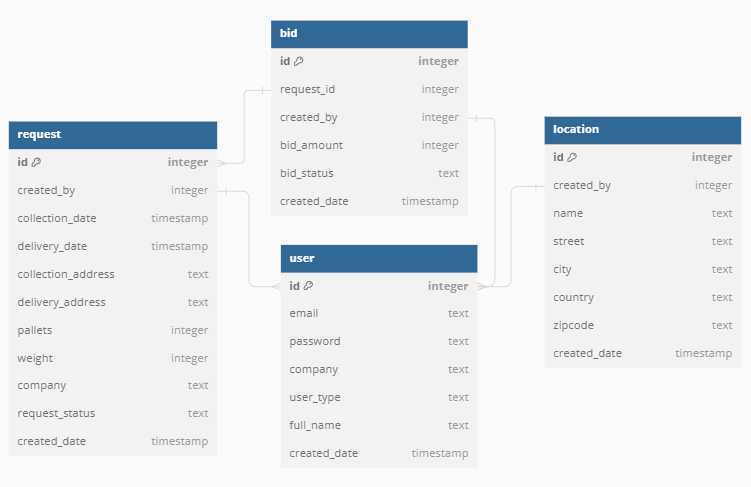 bid
id integer
request_id integer
created_by integer
bid_amount integer
bid_status text
created_date timestamp
request
id integer
created_by integer
collection_date timestamp
delivery_date timestamp
collection_address text
delivery_address text
pallets integer
weight integer
company text
request_status text
created_date timestamp
user
id integer
email text
password text
company text
user_type text
full_name text
created_date timestamp
location
id integer
created_by integer
name text
street text
city text
country text
zipcode text
created_date timestamp